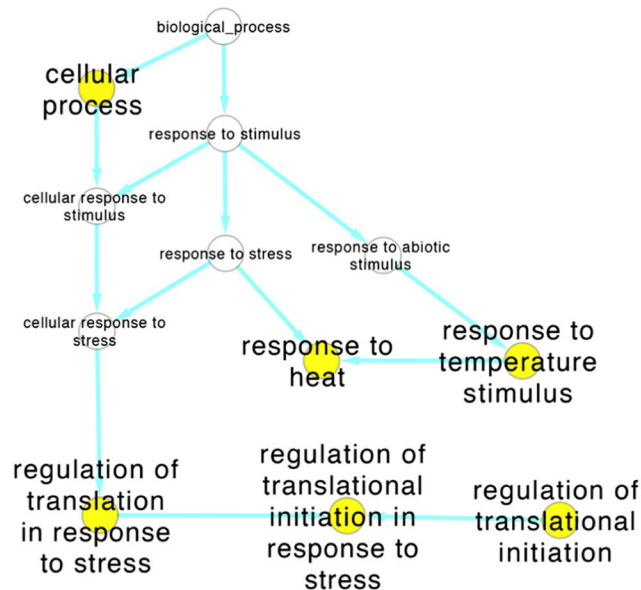 biological_process
cellular
process
response to stimulus
cellular response to
stimulus
response to stress
response to abiotic
stimulus
cellular response to
stress
response to
heat
response to
temperature
stimulus
regulation of
translation
in response
to stress
regulation of
translational
initiation in
response to
stress
regulation of
translational
initiation